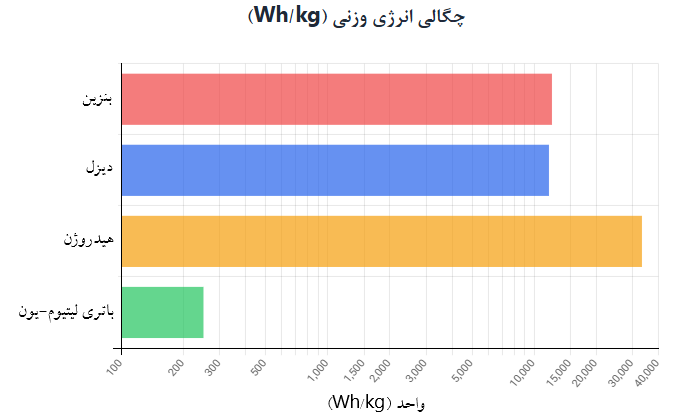 چگالی انرژی وزنی (Wh/kg)
بنزین
دیزل
هیدروژن
باتری لیتیوم-یون
100 200 300 500 1,000 1,500 2,000 3,000 5,000 10,000 15,000 20,000 30,000 40,000
واحد (Wh/kg)